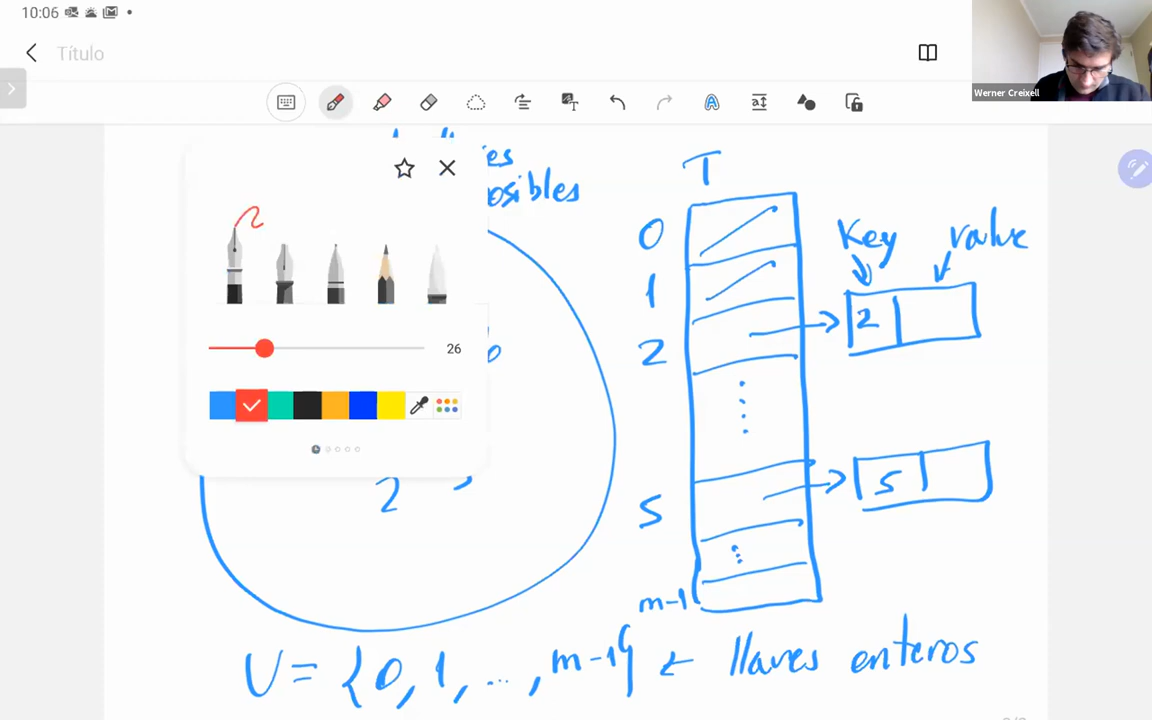 10:06
Título
Werner Creixell
es
osibles
T
0
Key value
1
2
2
26
2
5
S
m-1
U = {0, 1, ..., m-1} ← llaves enteros